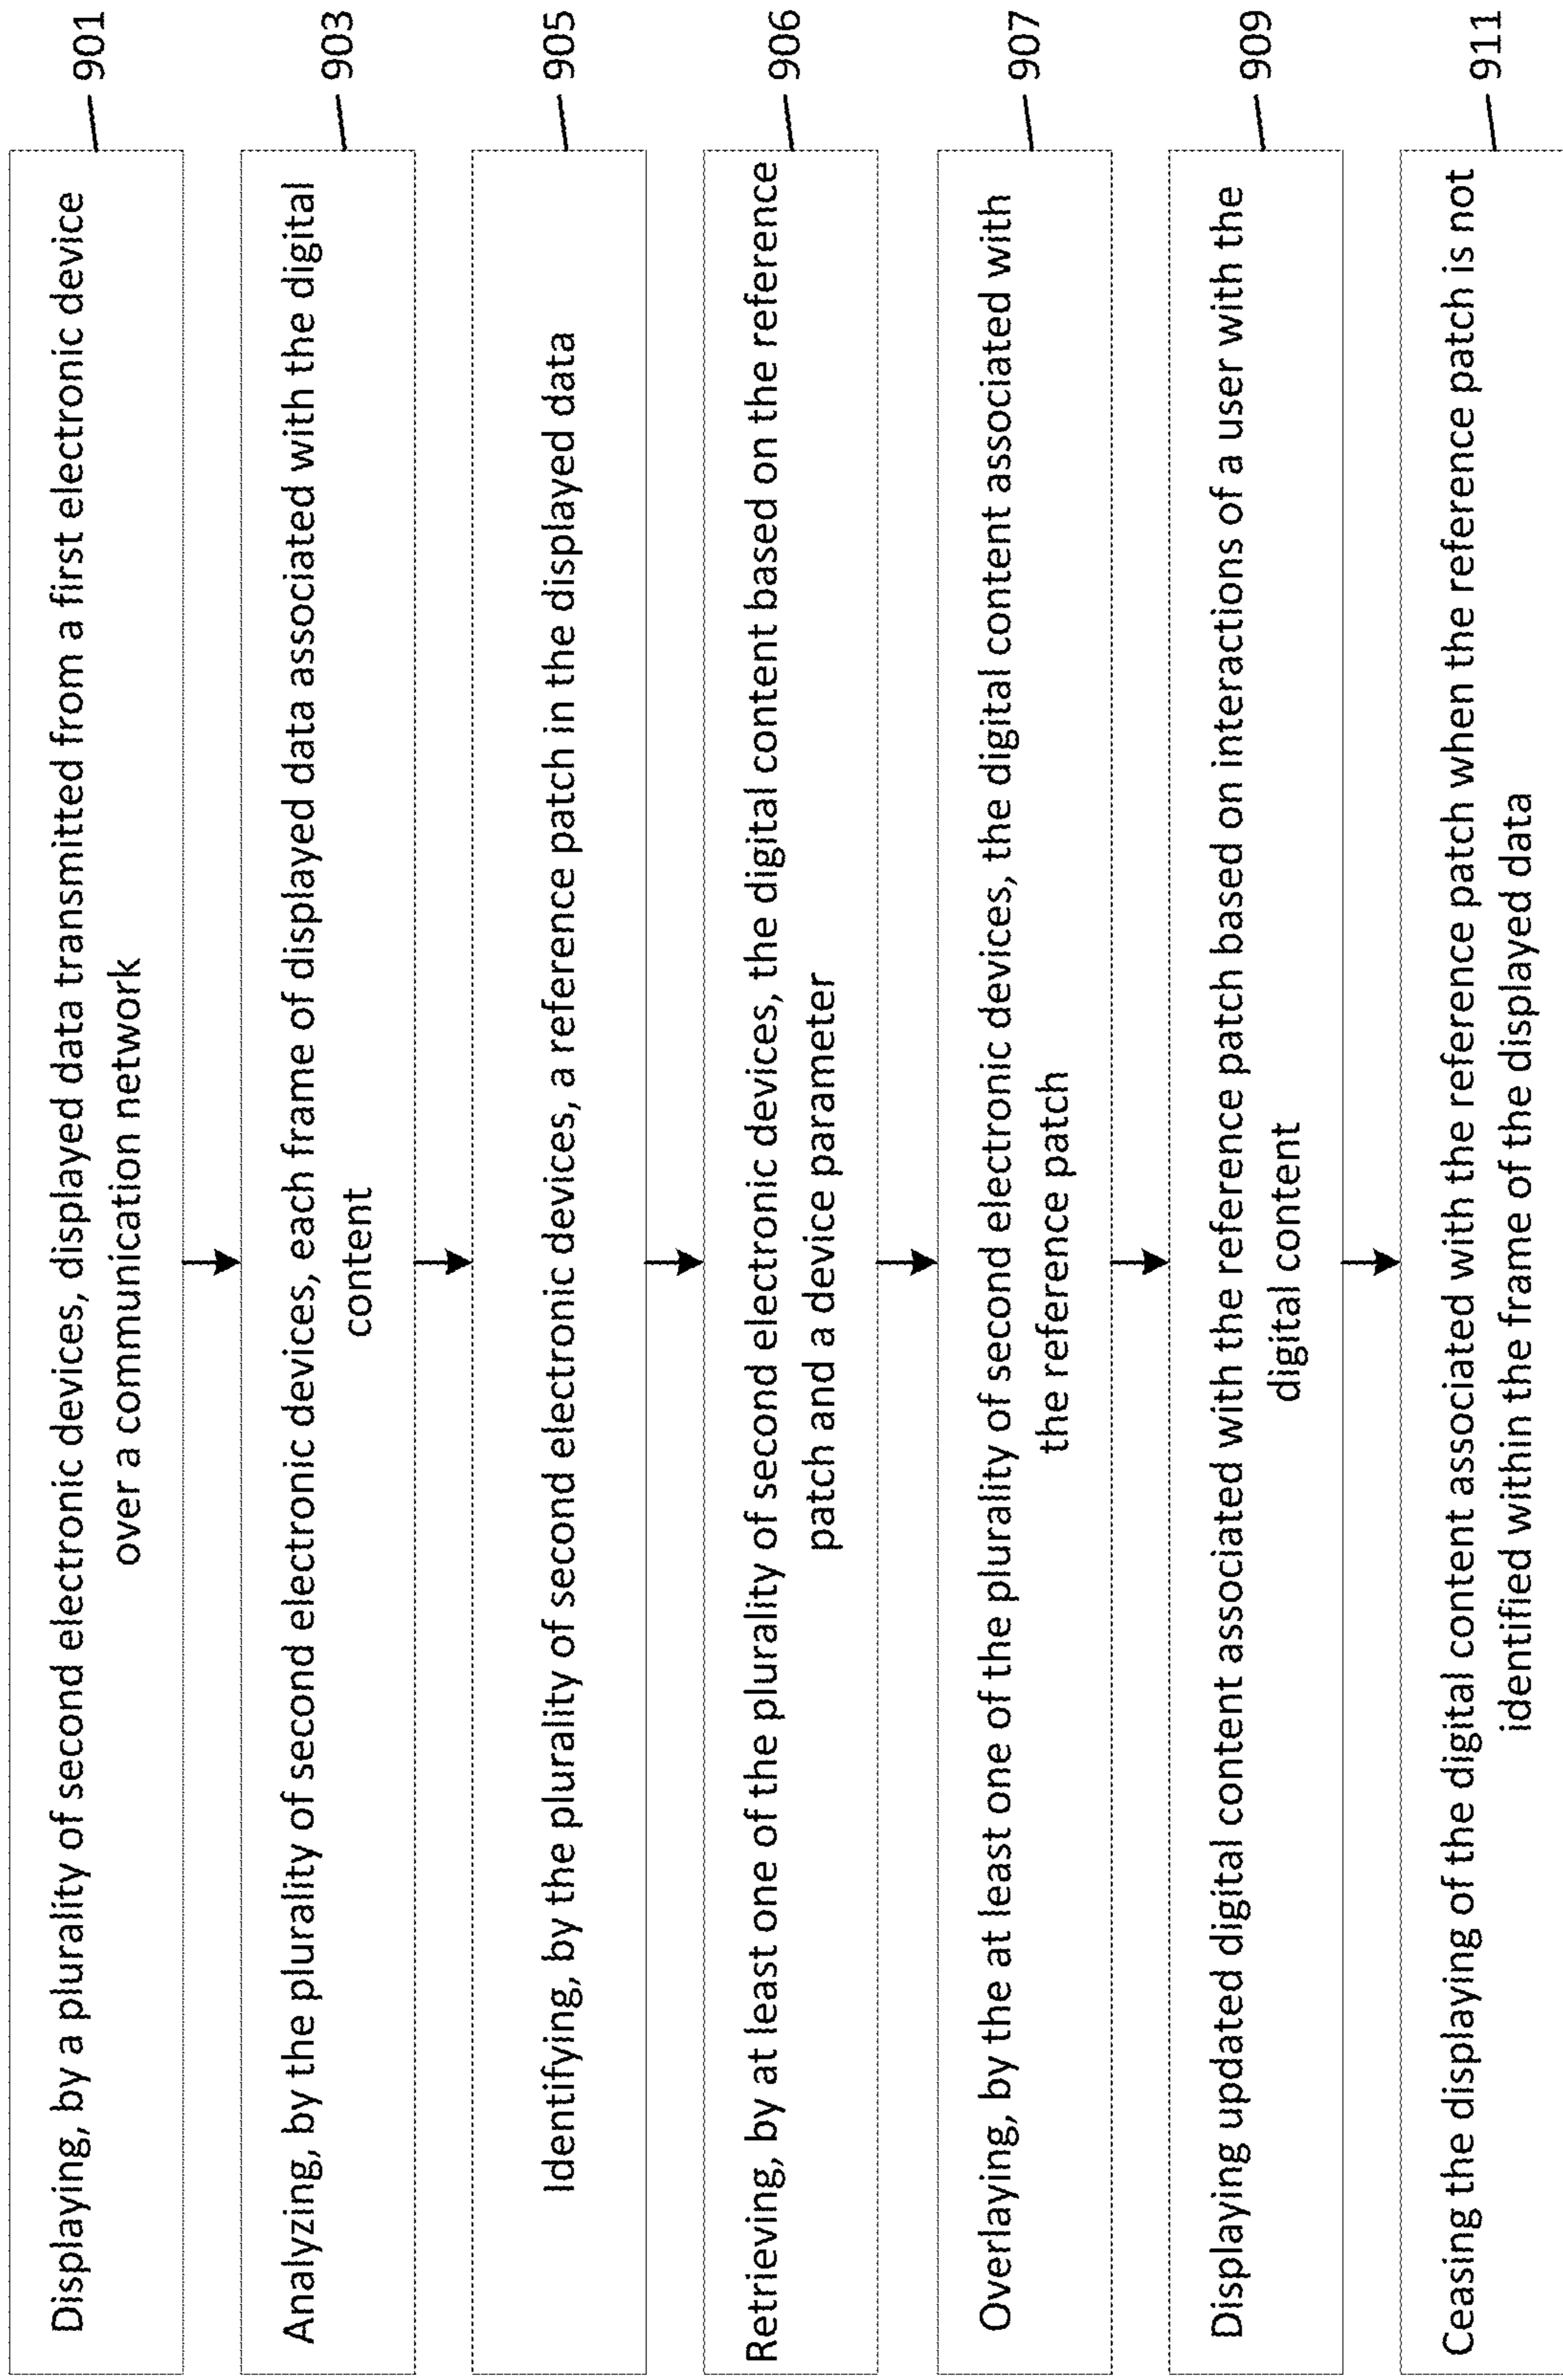 Displaying, by a plurality of second electronic devices, displayed data transmitted from a first electronic device
over a communication network
901
Analyzing, by the plurality of second electronic devices, each frame of displayed data associated with the digital
content
903
Identifying, by the plurality of second electronic devices, a reference patch in the displayed data
905
Retrieving, by at least one of the plurality of second electronic devices, the digital content based on the reference
patch and a device parameter
906
Overlaying, by the at least one of the plurality of second electronic devices, the digital content associated with
the reference patch
907
Displaying updated digital content associated with the reference patch based on interactions of a user with the
digital content
909
Ceasing the displaying of the digital content associated with the reference patch when the reference patch is not
identified within the frame of the displayed data
911